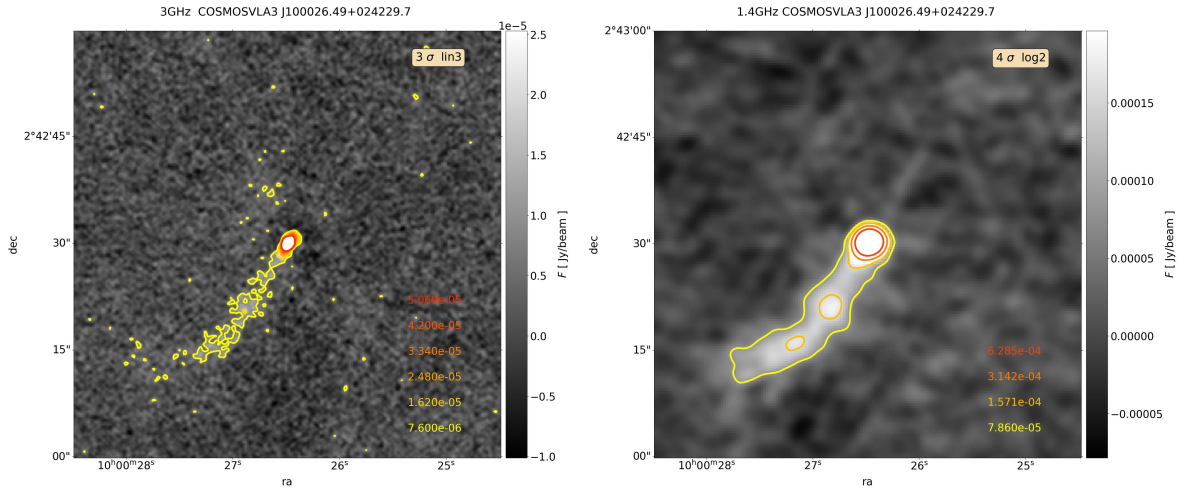 3GHz  COSMOSVLA3 J100026.49+024229.7
1e−5
3 σ  lin3
2°42'45"
30"
15"
00"
dec
10ʰ00ᵐ28ˢ
27ˢ
26ˢ
25ˢ
ra
5.060e-05
4.200e-05
3.340e-05
2.480e-05
1.620e-05
7.600e-06
2.5
2.0
1.5
1.0
0.5
0.0
−0.5
−1.0
F [ Jy/beam ]
1.4GHz COSMOSVLA3 J100026.49+024229.7
4 σ  log2
2°43'00"
42'45"
30"
15"
00"
dec
10ʰ00ᵐ28ˢ
27ˢ
26ˢ
25ˢ
ra
6.285e-04
3.142e-04
1.571e-04
7.860e-05
0.00015
0.00010
0.00005
0.00000
−0.00005
F [ Jy/beam ]